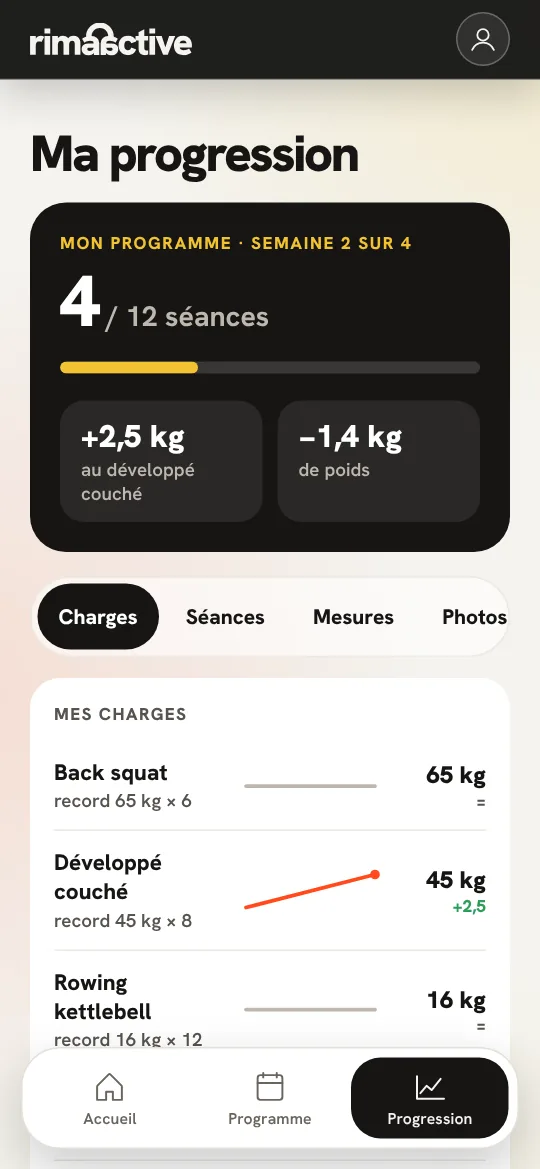 rimaactive
Ma progression
MON PROGRAMME · SEMAINE 2 SUR 4
4 / 12 séances
+2,5 kg
au développé
couché
−1,4 kg
de poids
Charges
Séances
Mesures
Photos
MES CHARGES
Back squat
record 65 kg × 6
65 kg
=
Développé
couché
record 45 kg × 8
45 kg
+2,5
Rowing
kettlebell
record 16 kg × 12
16 kg
=
Accueil
Programme
Progression